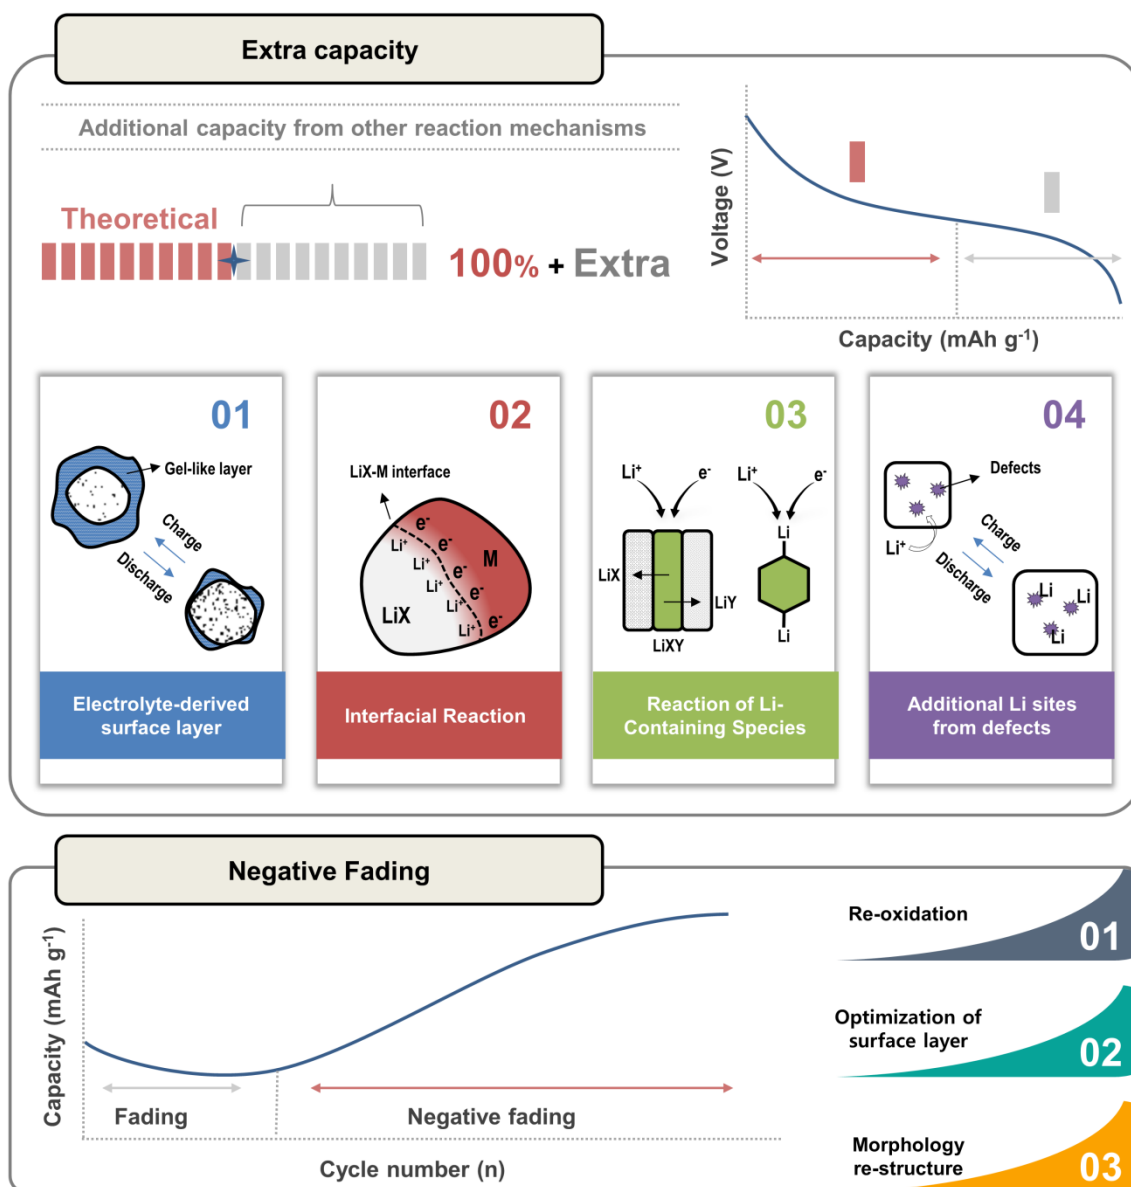 Extra capacity
Additional capacity from other reaction mechanisms
Theoretical
100% + Extra
Voltage (V)
Capacity (mAh g⁻¹)
01
Gel-like layer
Charge
Discharge
Electrolyte-derived
surface layer
02
LiX-M interface
e⁻
Li⁺
e⁻
Li⁺
M
e⁻
Li⁺
e⁻
Li⁺
LiX
Li⁺
e⁻
Interfacial Reaction
03
Li⁺
e⁻
Li⁺
e⁻
Li
LiX
LiY
Li
LiXY
Reaction of Li-
Containing Species
04
Defects
Li⁺
Charge
Discharge
Li
Li
Li
Additional Li sites
from defects
Negative Fading
Capacity (mAh g⁻¹)
Fading
Negative fading
Cycle number (n)
Re-oxidation
01
Optimization of
surface layer
02
Morphology
re-structure
03